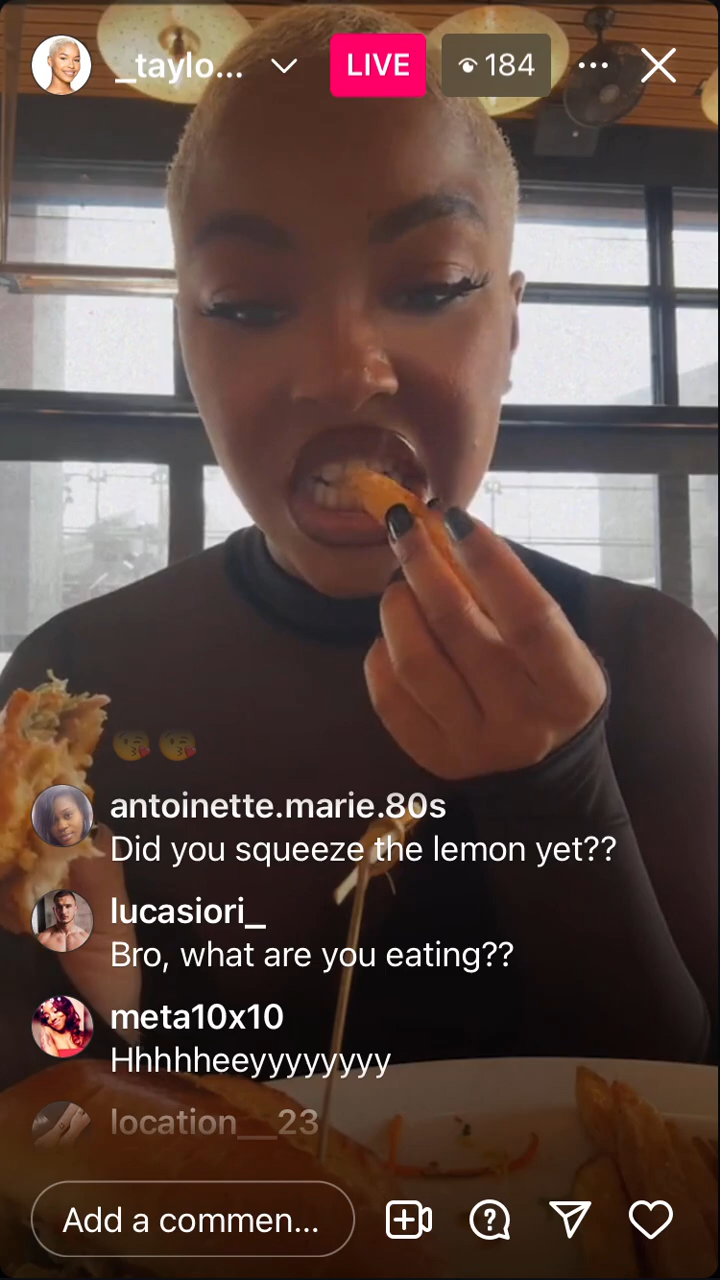 _taylo...
LIVE
184
antoinette.marie.80s
Did you squeeze the lemon yet??
lucasiori_
Bro, what are you eating??
meta10x10
Hhhhheeyyyyyyyy
location__23
Add a commen...